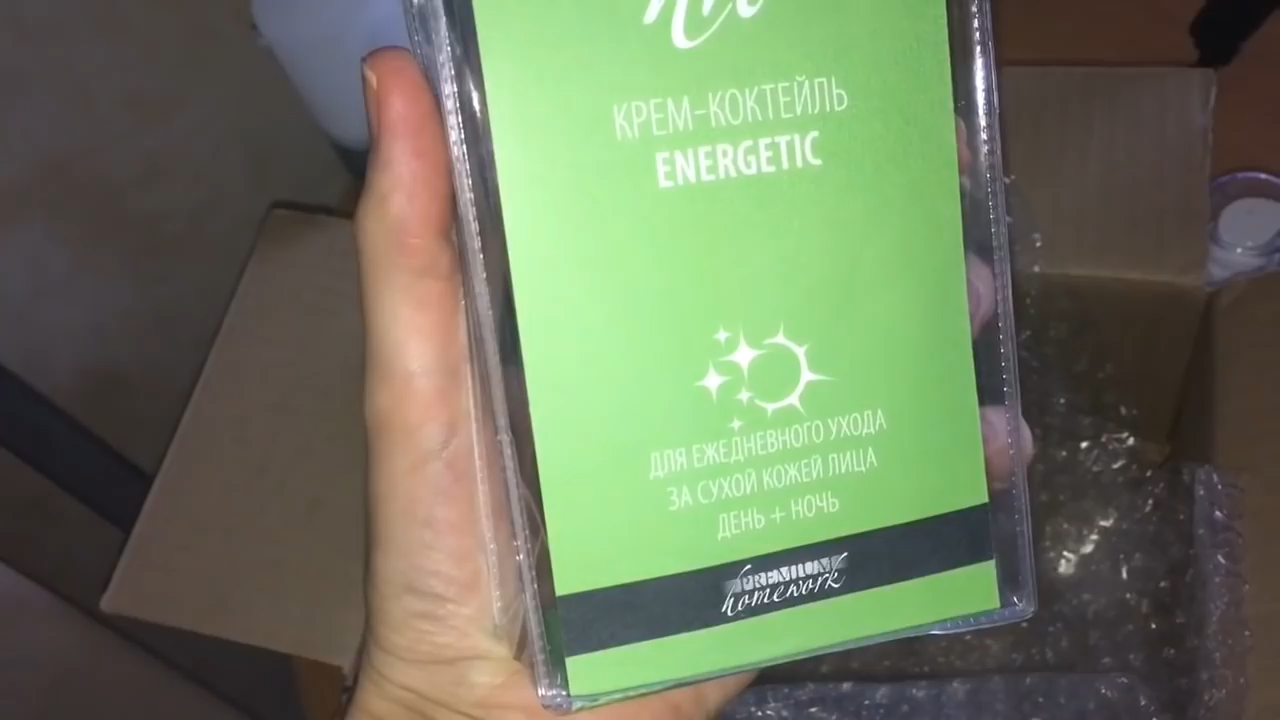 КРЕМ-КОКТЕЙЛЬ
ENERGETIC
ДЛЯ ЕЖЕДНЕВНОГО УХОДА
ЗА СУХОЙ КОЖЕЙ ЛИЦА
ДЕНЬ + НОЧЬ
PREMIUM
homework